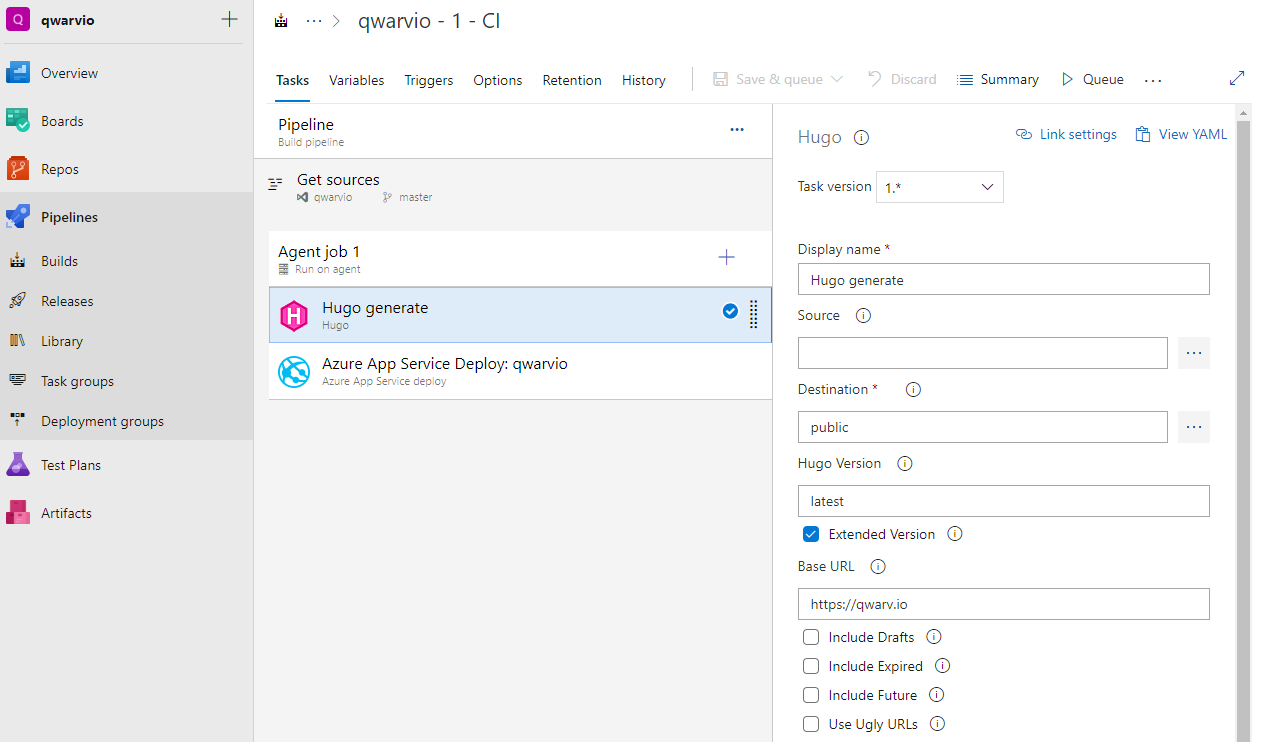 Q qwarvio
Overview
Boards
Repos
Pipelines
Builds
Releases
Library
Task groups
Deployment groups
Test Plans
Artifacts
... qwarvio - 1 - CI
Tasks Variables Triggers Options Retention History Save & queue Discard Summary Queue ...
Pipeline ...
Build pipeline
Get sources
qwarvio master
Agent job 1
Run on agent
Hugo generate
Hugo
Azure App Service Deploy: qwarvio
Azure App Service deploy
Hugo Link settings View YAML
Task version 1.*
Display name *
Hugo generate
Source
...
Destination *
public ...
Hugo Version
latest
Extended Version
Base URL
https://qwarv.io
Include Drafts
Include Expired
Include Future
Use Ugly URLs